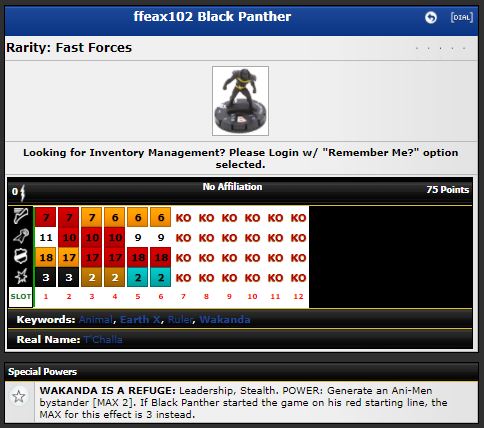 ffeax102 Black Panther
[DIAL]
Rarity: Fast Forces
· · · · ·
Looking for Inventory Management? Please Login w/ "Remember Me?" option
selected.
0 No Affiliation 75 Points
7 7 7 6 6 6 KO KO KO KO KO KO
11 10 10 10 9 9 KO KO KO KO KO KO
18 17 17 17 18 18 KO KO KO KO KO KO
3 3 2 2 2 2 KO KO KO KO KO KO
SLOT 1 2 3 4 5 6 7 8 9 10 11 12
Keywords: Animal, Earth X, Ruler, Wakanda
Real Name: T'Challa
Special Powers
WAKANDA IS A REFUGE: Leadership, Stealth. POWER: Generate an Ani-Men
bystander [MAX 2]. If Black Panther started the game on his red starting line, the
MAX for this effect is 3 instead.